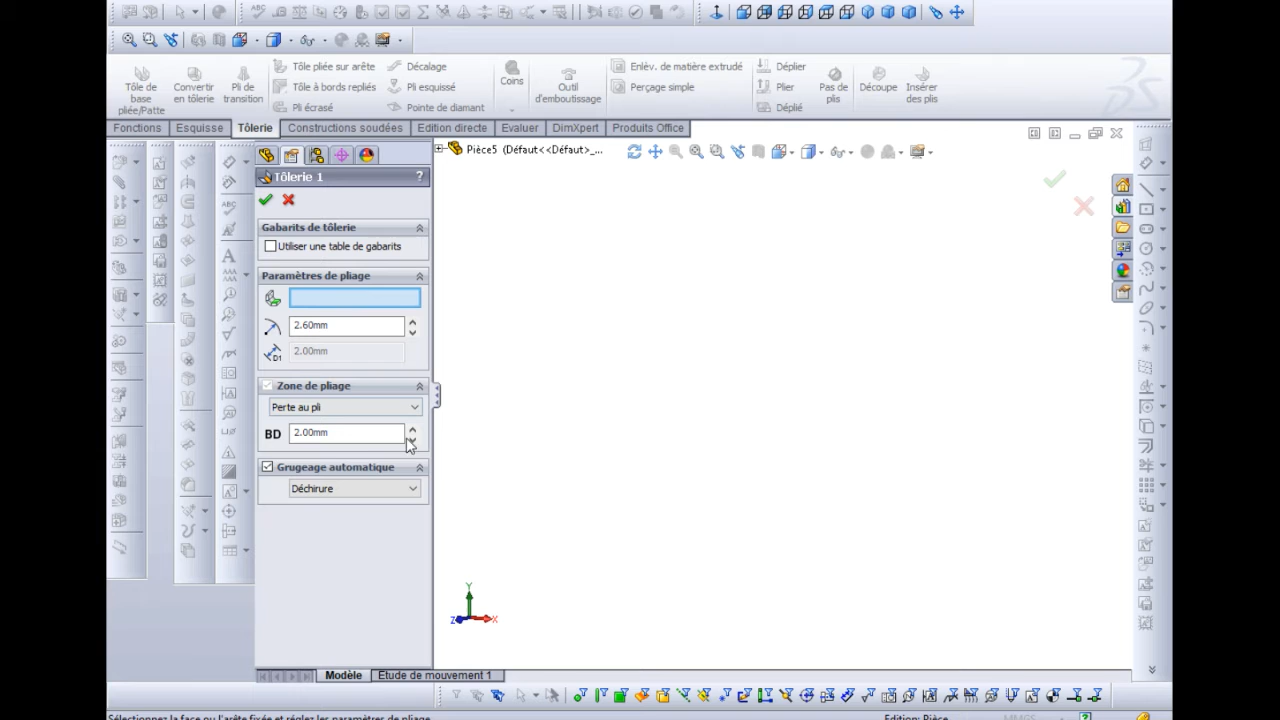 Tôle de base pliée/Patte
Convertir en tôlerie
Pli de transition
Tôle pliée sur arête
Tôle à bords repliés
Pli écrasé
Décalage
Pli esquissé
Pointe de diamant
Coins
Outil d'emboutissage
Enlèv. de matière extrudé
Perçage simple
Déplier
Plier
Déplié
Pas de plis
Découpe
Insérer des plis
Fonctions
Esquisse
Tôlerie
Constructions soudées
Edition directe
Evaluer
DimXpert
Produits Office
Pièce5 (Défaut<<Défaut>_...
Tôlerie 1
?
Gabarits de tôlerie
Utiliser une table de gabarits
Paramètres de pliage
2.60mm
D1
2.00mm
Zone de pliage
Perte au pli
BD
2.00mm
Grugeage automatique
Déchirure
Y
Z
X
Modèle
Etude de mouvement 1
Sélectionnez la face ou l'arête fixée et réglez les paramètres de pliage
Edition: Pièce
MMGS